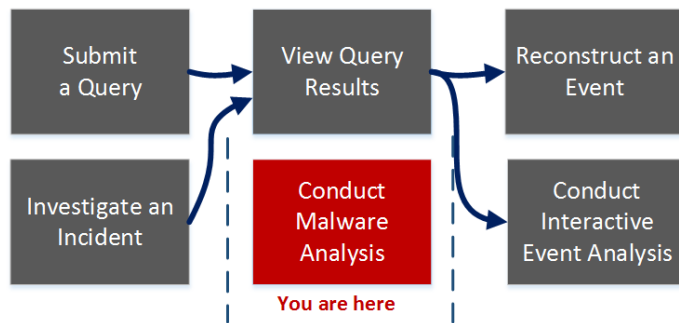 Submit
a Query
View Query
Results
Reconstruct an
Event
Investigate an
Incident
Conduct
Malware
Analysis
Conduct
Interactive
Event Analysis
You are here